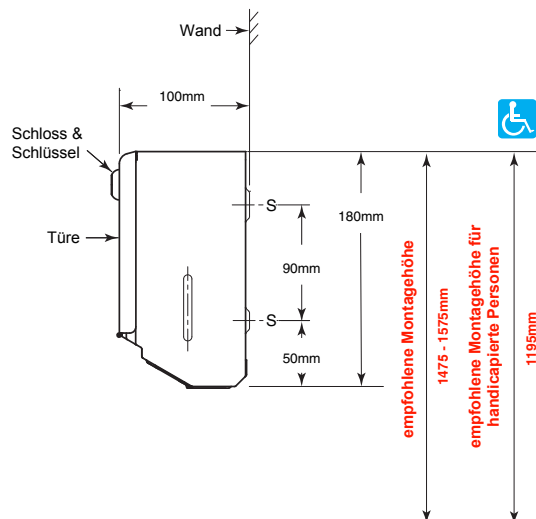 Wand
100mm
Schloss &
Schlüssel
S
180mm
Türe
90mm
S
50mm
empfohlene Montagehöhe
1475 - 1575mm
empfohlene Montagehöhe für
handicapierte Personen
1195mm